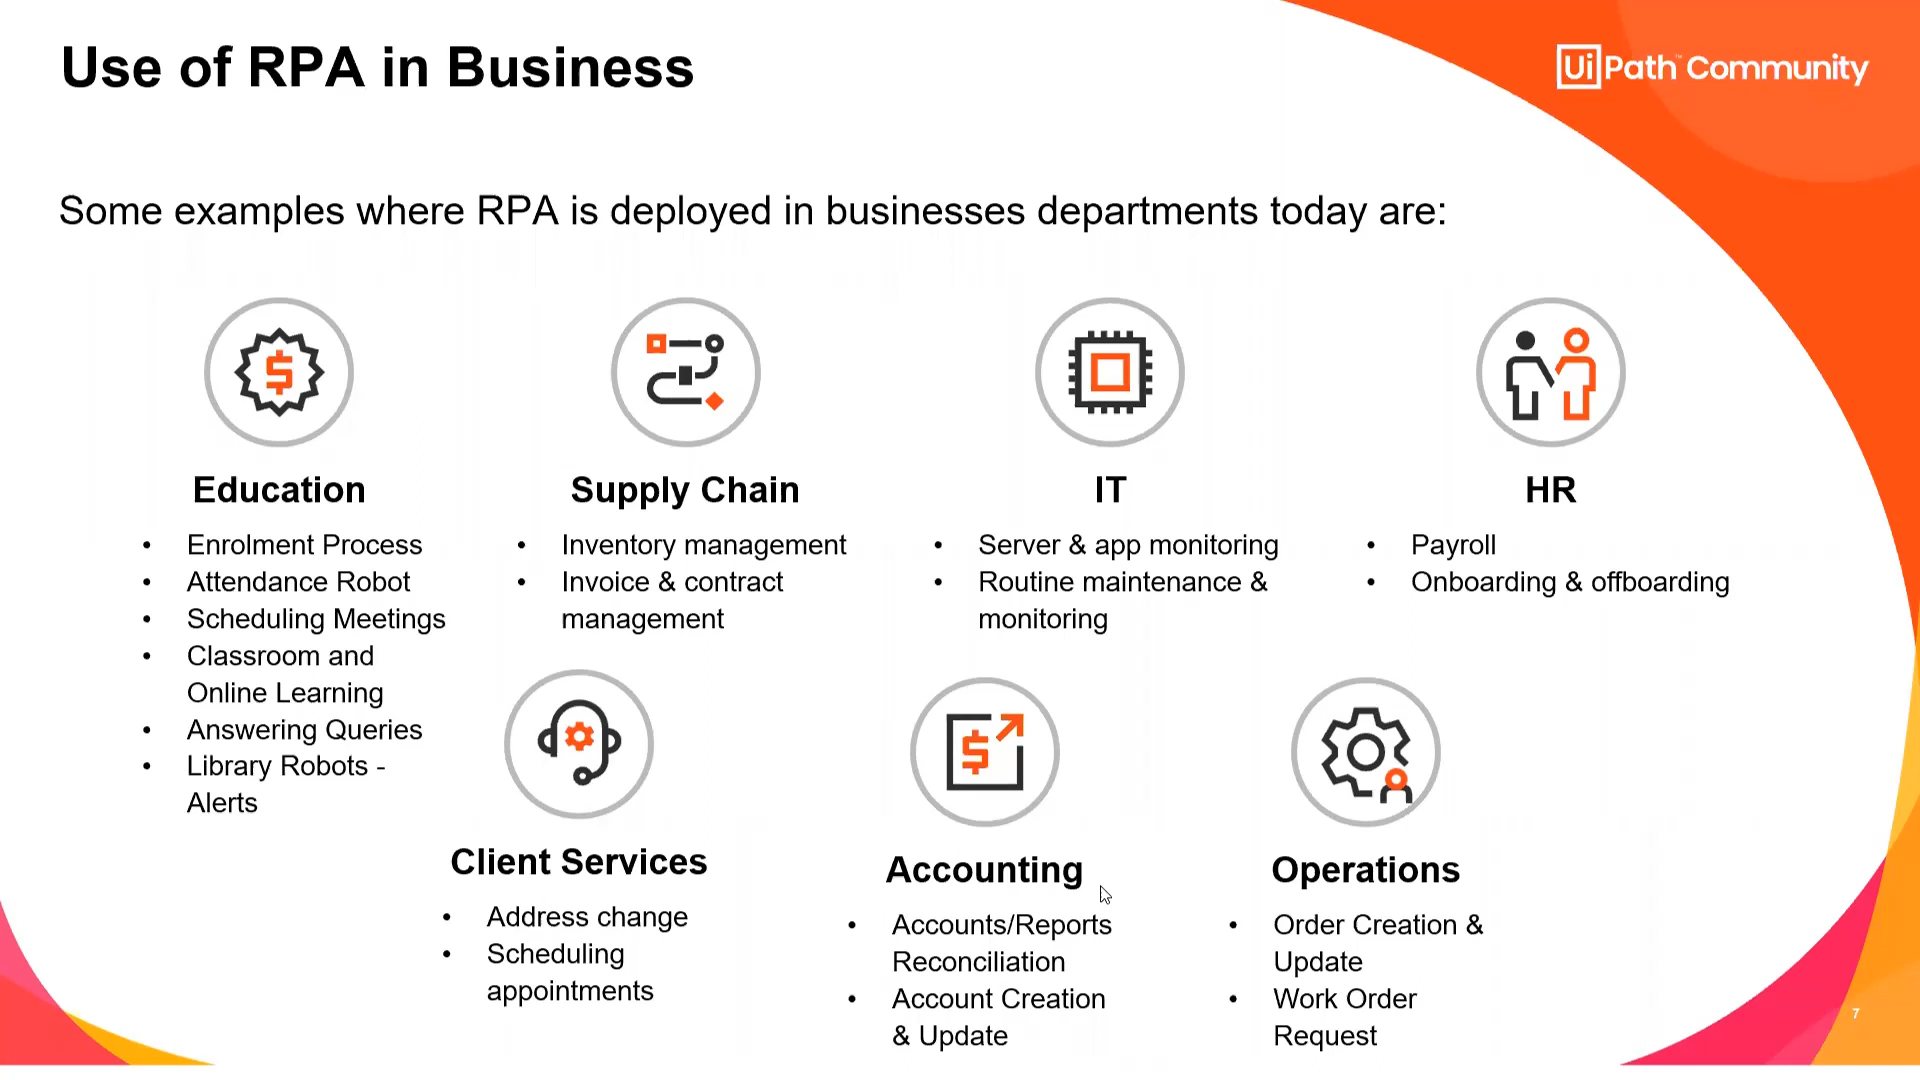 Use of RPA in Business
UiPath™ Community
Some examples where RPA is deployed in businesses departments today are:
Education
• Enrolment Process
• Attendance Robot
• Scheduling Meetings
• Classroom and
Online Learning
• Answering Queries
• Library Robots -
Alerts
Supply Chain
• Inventory management
• Invoice & contract
management
IT
• Server & app monitoring
• Routine maintenance &
monitoring
HR
• Payroll
• Onboarding & offboarding
Client Services
• Address change
• Scheduling
appointments
Accounting
• Accounts/Reports
Reconciliation
• Account Creation
& Update
Operations
• Order Creation &
Update
• Work Order
Request
7